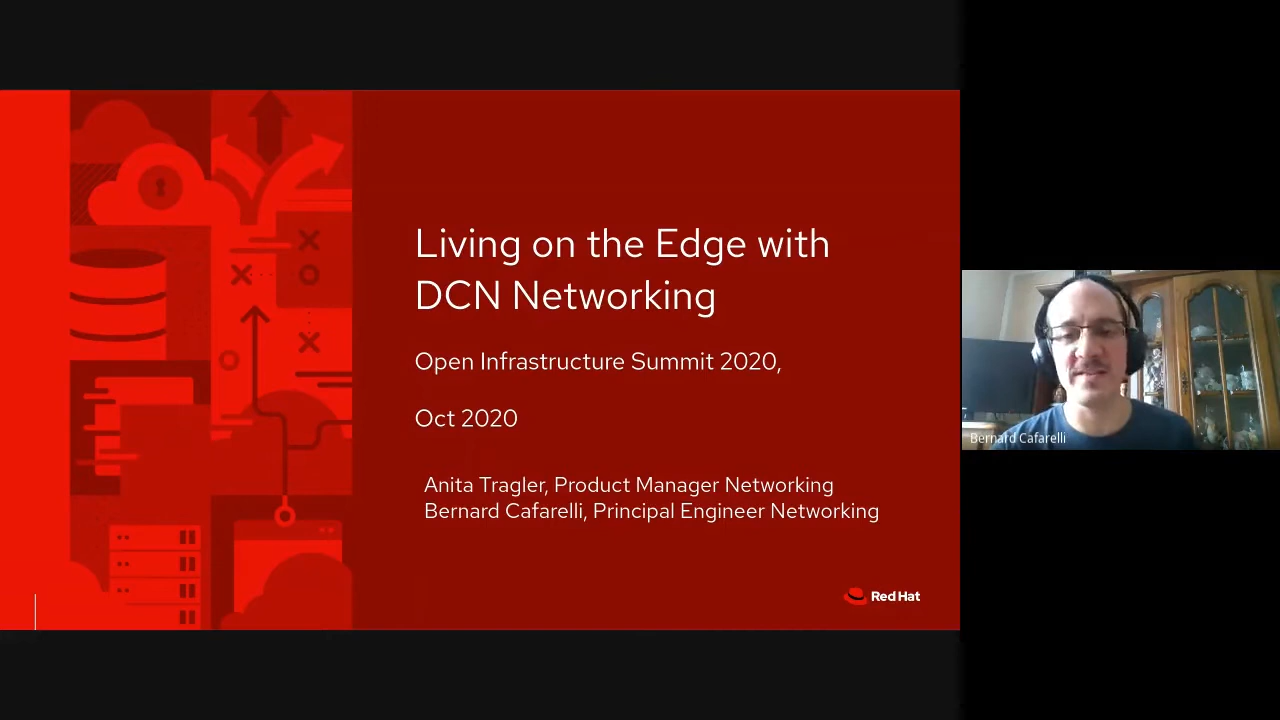 Living on the Edge with
DCN Networking
Open Infrastructure Summit 2020,
Oct 2020
Anita Tragler, Product Manager Networking
Bernard Cafarelli, Principal Engineer Networking
Red Hat
Bernard Cafarelli